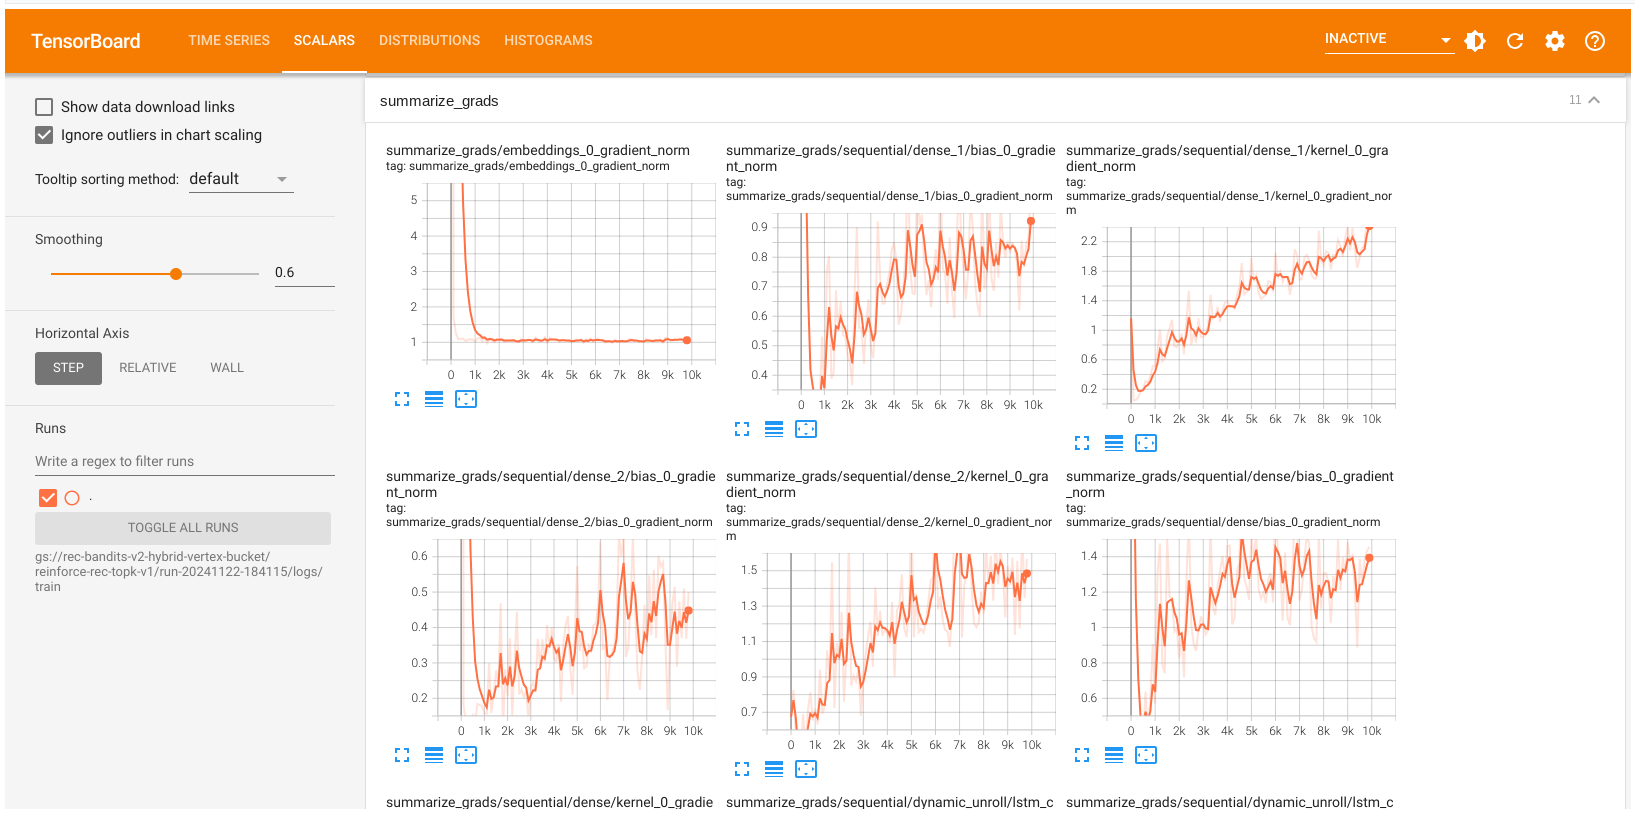 TensorBoard
TIME SERIES
SCALARS
DISTRIBUTIONS
HISTOGRAMS
INACTIVE
Show data download links
Ignore outliers in chart scaling
Tooltip sorting method:
default
Smoothing
0.6
Horizontal Axis
STEP
RELATIVE
WALL
Runs
Write a regex to filter runs
.
TOGGLE ALL RUNS
gs://rec-bandits-v2-hybrid-vertex-bucket/
reinforce-rec-topk-v1/run-20241122-184115/logs/
train
summarize_grads
11
summarize_grads/embeddings_0_gradient_norm
tag: summarize_grads/embeddings_0_gradient_norm
5
4
3
2
1
0 1k 2k 3k 4k 5k 6k 7k 8k 9k 10k
summarize_grads/sequential/dense_1/bias_0_gradie
nt_norm
tag:
summarize_grads/sequential/dense_1/bias_0_gradient_norm
0.9
0.8
0.7
0.6
0.5
0.4
0 1k 2k 3k 4k 5k 6k 7k 8k 9k 10k
summarize_grads/sequential/dense_1/kernel_0_gra
dient_norm
tag:
summarize_grads/sequential/dense_1/kernel_0_gradient_nor
m
2.2
1.8
1.4
1
0.6
0.2
0 1k 2k 3k 4k 5k 6k 7k 8k 9k 10k
summarize_grads/sequential/dense_2/bias_0_gradie
nt_norm
tag:
summarize_grads/sequential/dense_2/bias_0_gradient_norm
0.6
0.5
0.4
0.3
0.2
0 1k 2k 3k 4k 5k 6k 7k 8k 9k 10k
summarize_grads/sequential/dense_2/kernel_0_gra
dient_norm
tag:
summarize_grads/sequential/dense_2/kernel_0_gradient_nor
m
1.5
1.3
1.1
0.9
0.7
0 1k 2k 3k 4k 5k 6k 7k 8k 9k 10k
summarize_grads/sequential/dense/bias_0_gradient
_norm
tag:
summarize_grads/sequential/dense/bias_0_gradient_norm
1.4
1.2
1
0.8
0.6
0 1k 2k 3k 4k 5k 6k 7k 8k 9k 10k
summarize_grads/sequential/dense/kernel_0_gradie
summarize_grads/sequential/dynamic_unroll/lstm_c
summarize_grads/sequential/dynamic_unroll/lstm_c